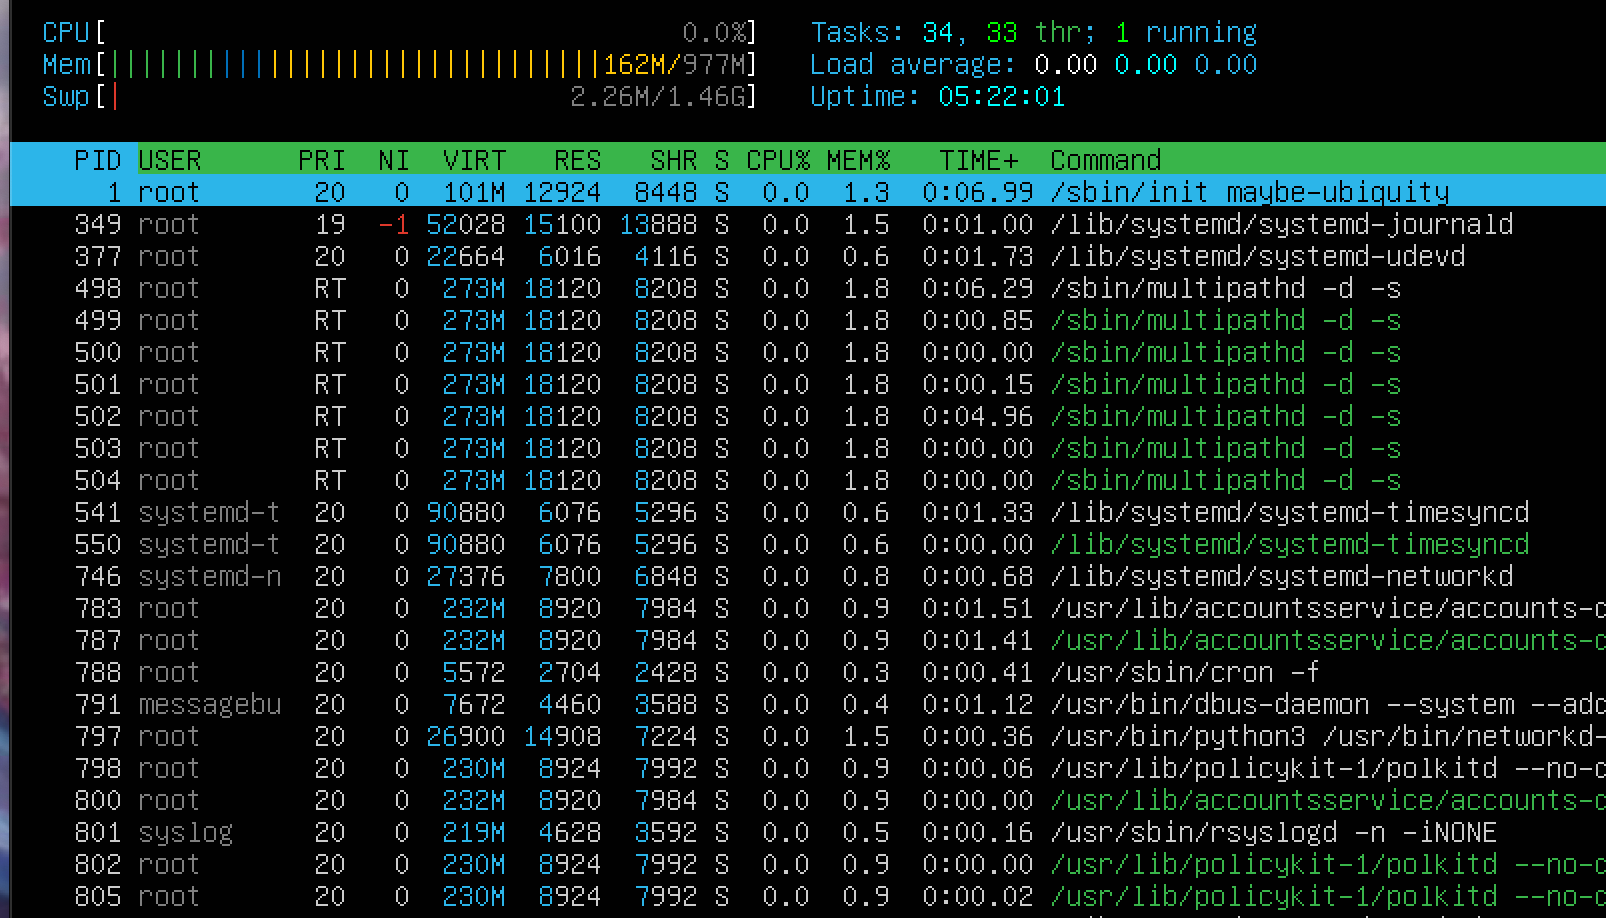 CPU[ 0.0%] Tasks: 34, 33 thr; 1 running
Mem[||||||||||||||||||||||||||||||||162M/977M] Load average: 0.00 0.00 0.00
Swp[| 2.26M/1.46G] Uptime: 05:22:01
PID USER PRI NI VIRT RES SHR S CPU% MEM% TIME+ Command
1 root 20 0 101M 12924 8448 S 0.0 1.3 0:06.99 /sbin/init maybe-ubiquity
349 root 19 -1 52028 15100 13888 S 0.0 1.5 0:01.00 /lib/systemd/systemd-journald
377 root 20 0 22664 6016 4116 S 0.0 0.6 0:01.73 /lib/systemd/systemd-udevd
498 root RT 0 273M 18120 8208 S 0.0 1.8 0:06.29 /sbin/multipathd -d -s
499 root RT 0 273M 18120 8208 S 0.0 1.8 0:00.85 /sbin/multipathd -d -s
500 root RT 0 273M 18120 8208 S 0.0 1.8 0:00.00 /sbin/multipathd -d -s
501 root RT 0 273M 18120 8208 S 0.0 1.8 0:00.15 /sbin/multipathd -d -s
502 root RT 0 273M 18120 8208 S 0.0 1.8 0:04.96 /sbin/multipathd -d -s
503 root RT 0 273M 18120 8208 S 0.0 1.8 0:00.00 /sbin/multipathd -d -s
504 root RT 0 273M 18120 8208 S 0.0 1.8 0:00.00 /sbin/multipathd -d -s
541 systemd-t 20 0 90880 6076 5296 S 0.0 0.6 0:01.33 /lib/systemd/systemd-timesyncd
550 systemd-t 20 0 90880 6076 5296 S 0.0 0.6 0:00.00 /lib/systemd/systemd-timesyncd
746 systemd-n 20 0 27376 7800 6848 S 0.0 0.8 0:00.68 /lib/systemd/systemd-networkd
783 root 20 0 232M 8920 7984 S 0.0 0.9 0:01.51 /usr/lib/accountsservice/accounts-
787 root 20 0 232M 8920 7984 S 0.0 0.9 0:01.41 /usr/lib/accountsservice/accounts-
788 root 20 0 5572 2704 2428 S 0.0 0.3 0:00.41 /usr/sbin/cron -f
791 messagebu 20 0 7672 4460 3588 S 0.0 0.4 0:01.12 /usr/bin/dbus-daemon --system --add
797 root 20 0 26900 14908 7224 S 0.0 1.5 0:00.36 /usr/bin/python3 /usr/bin/networkd-
798 root 20 0 230M 8924 7992 S 0.0 0.9 0:00.06 /usr/lib/policykit-1/polkitd --no-
800 root 20 0 232M 8920 7984 S 0.0 0.9 0:00.00 /usr/lib/accountsservice/accounts-
801 syslog 20 0 219M 4628 3592 S 0.0 0.5 0:00.16 /usr/sbin/rsyslogd -n -iNONE
802 root 20 0 230M 8924 7992 S 0.0 0.9 0:00.00 /usr/lib/policykit-1/polkitd --no-
805 root 20 0 230M 8924 7992 S 0.0 0.9 0:00.02 /usr/lib/policykit-1/polkitd --no-